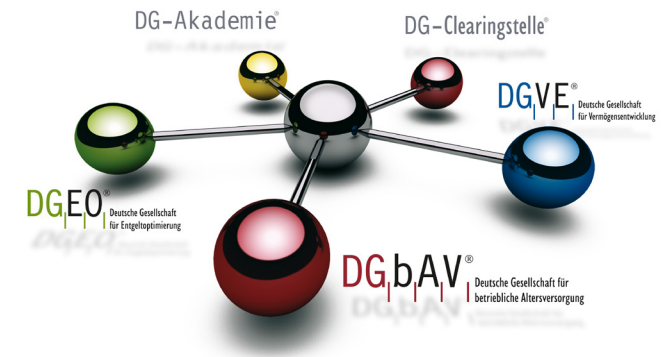 DG-Akademie®
DG-Clearingstelle®
DGVE® Deutsche Gesellschaft
für Vermögensentwicklung
DGEO® Deutsche Gesellschaft
für Entgeltoptimierung
DGbAV® Deutsche Gesellschaft für
betriebliche Altersversorgung